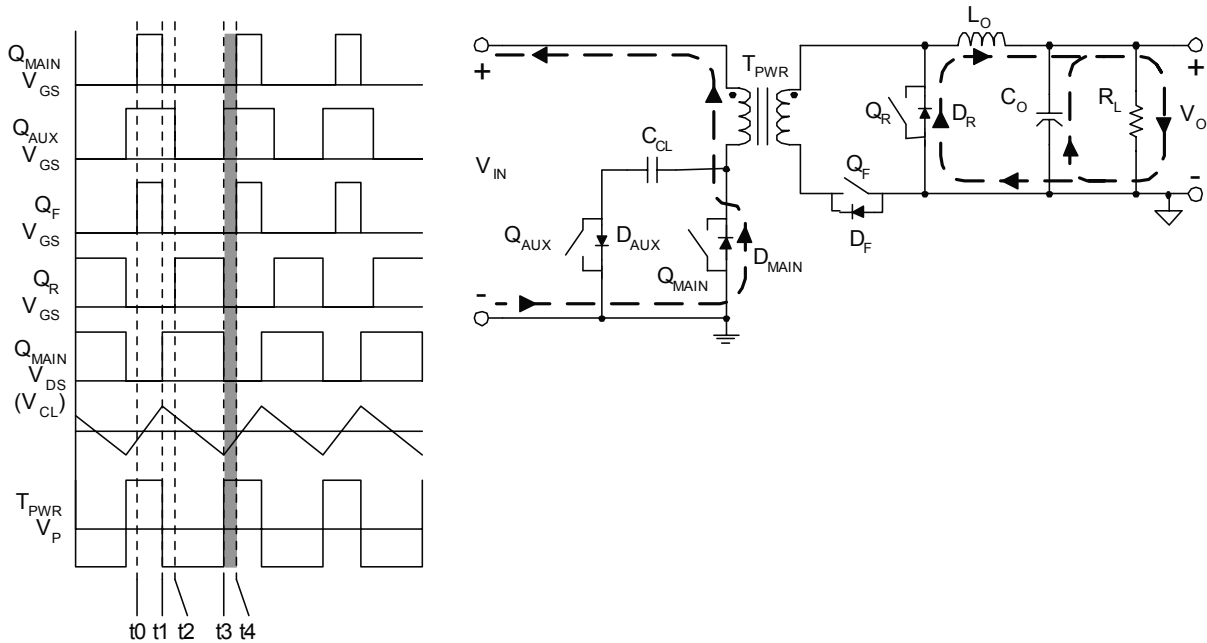 Q_MAIN
V_GS
Q_AUX
V_GS
Q_F
V_GS
Q_R
V_GS
Q_MAIN
V_DS
(V_CL)
T_PWR
V_P
t0 t1 t2 t3 t4
+
V_IN
-
T_PWR
C_CL
Q_AUX
D_AUX
Q_MAIN
D_MAIN
L_O
Q_R
D_R
Q_F
D_F
C_O
R_L
+
V_O
-